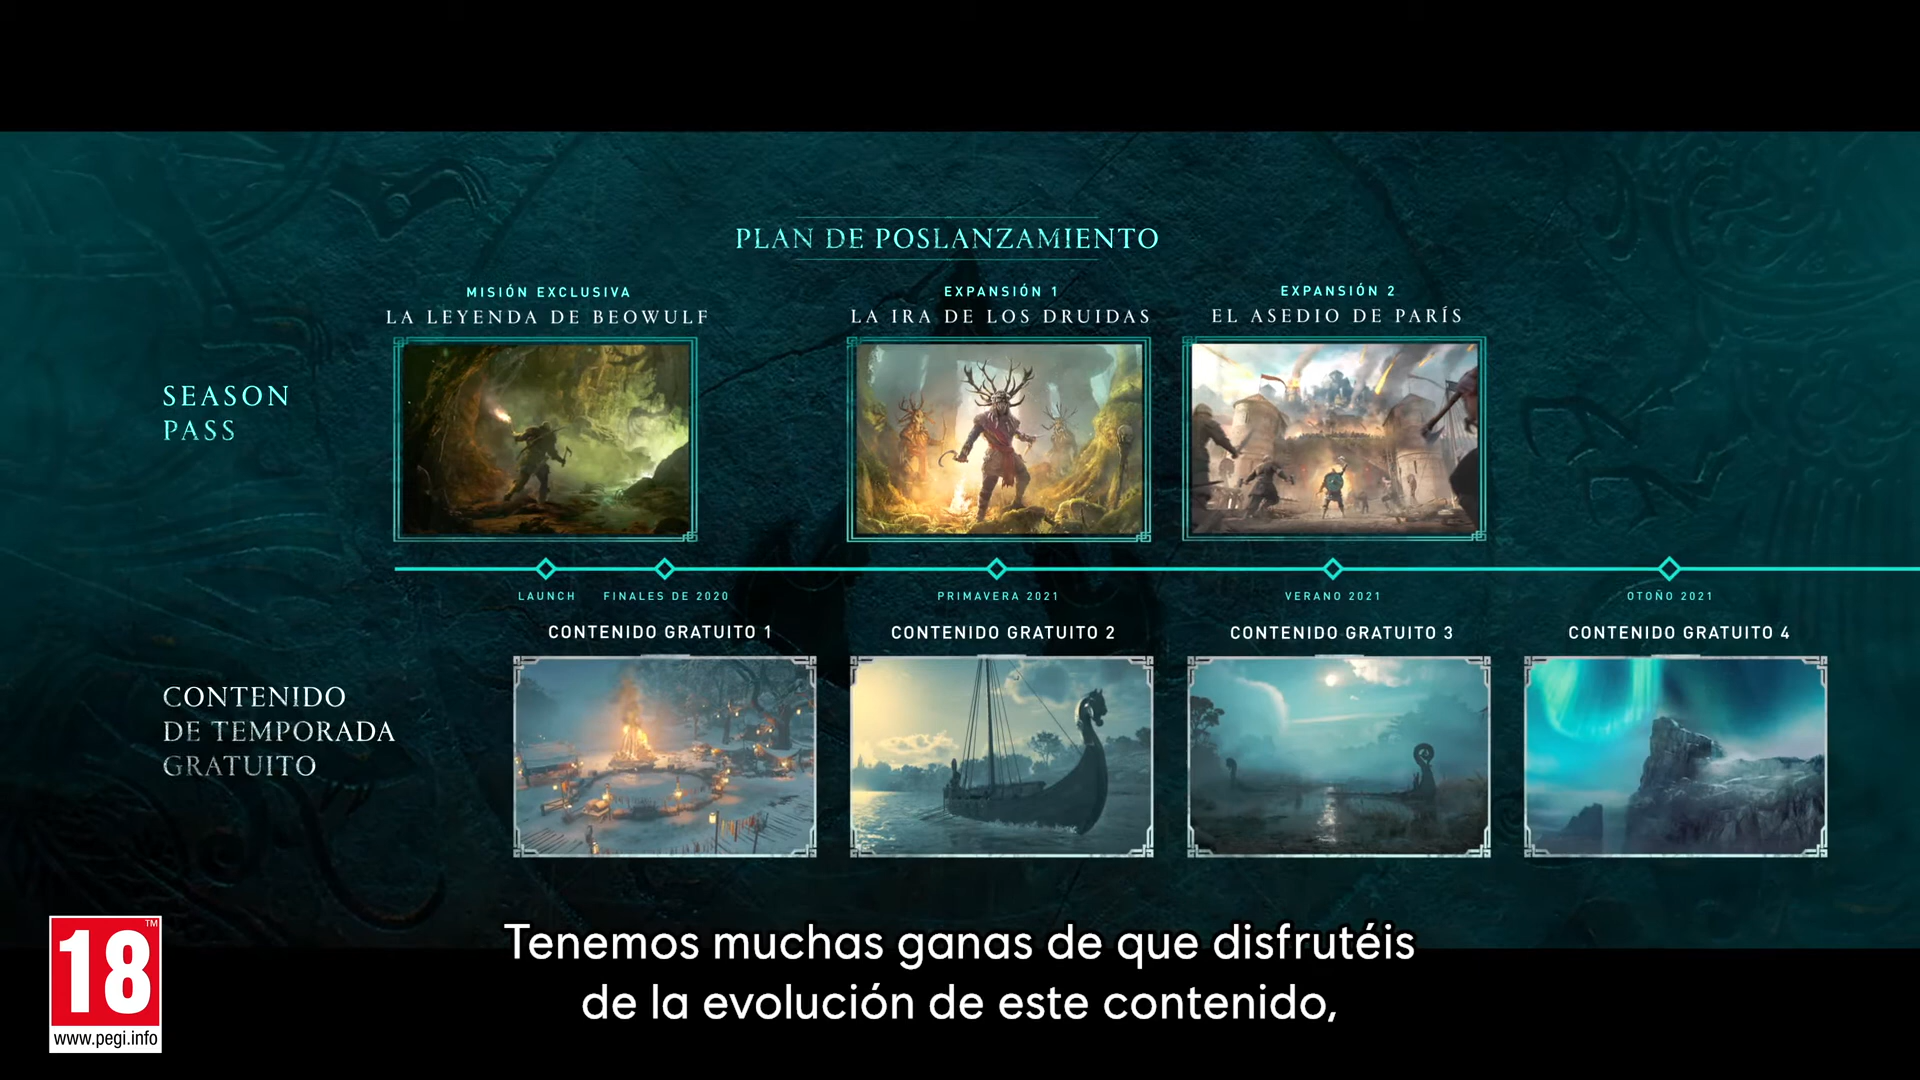 PLAN DE POSLANZAMIENTO
MISIÓN EXCLUSIVA
LA LEYENDA DE BEOWULF
EXPANSIÓN 1
LA IRA DE LOS DRUIDAS
EXPANSIÓN 2
EL ASEDIO DE PARÍS
SEASON
PASS
LAUNCH
FINALES DE 2020
PRIMAVERA 2021
VERANO 2021
OTOÑO 2021
CONTENIDO GRATUITO 1
CONTENIDO GRATUITO 2
CONTENIDO GRATUITO 3
CONTENIDO GRATUITO 4
CONTENIDO
DE TEMPORADA
GRATUITO
Tenemos muchas ganas de que disfrutéis
de la evolución de este contenido,
18™
www.pegi.info